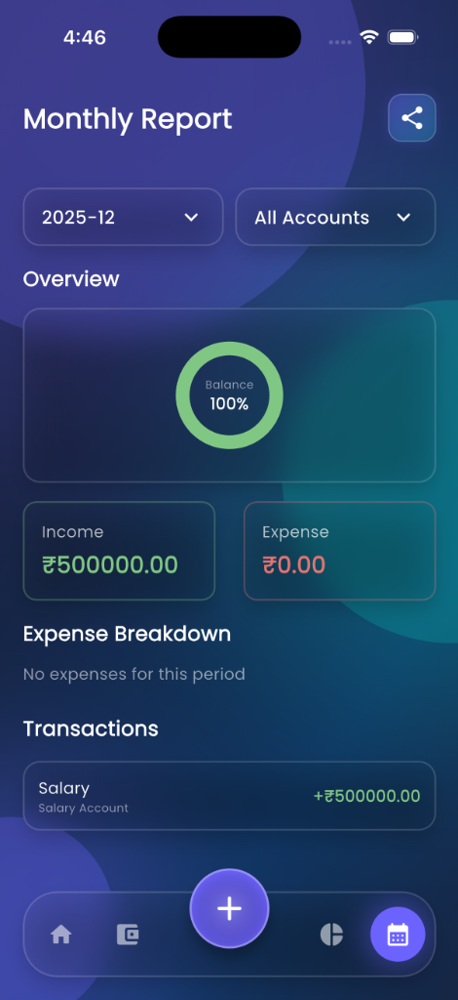 4:46
Monthly Report
2025-12
All Accounts
Overview
Balance
100%
Income
₹500000.00
Expense
₹0.00
Expense Breakdown
No expenses for this period
Transactions
Salary
Salary Account
+₹500000.00